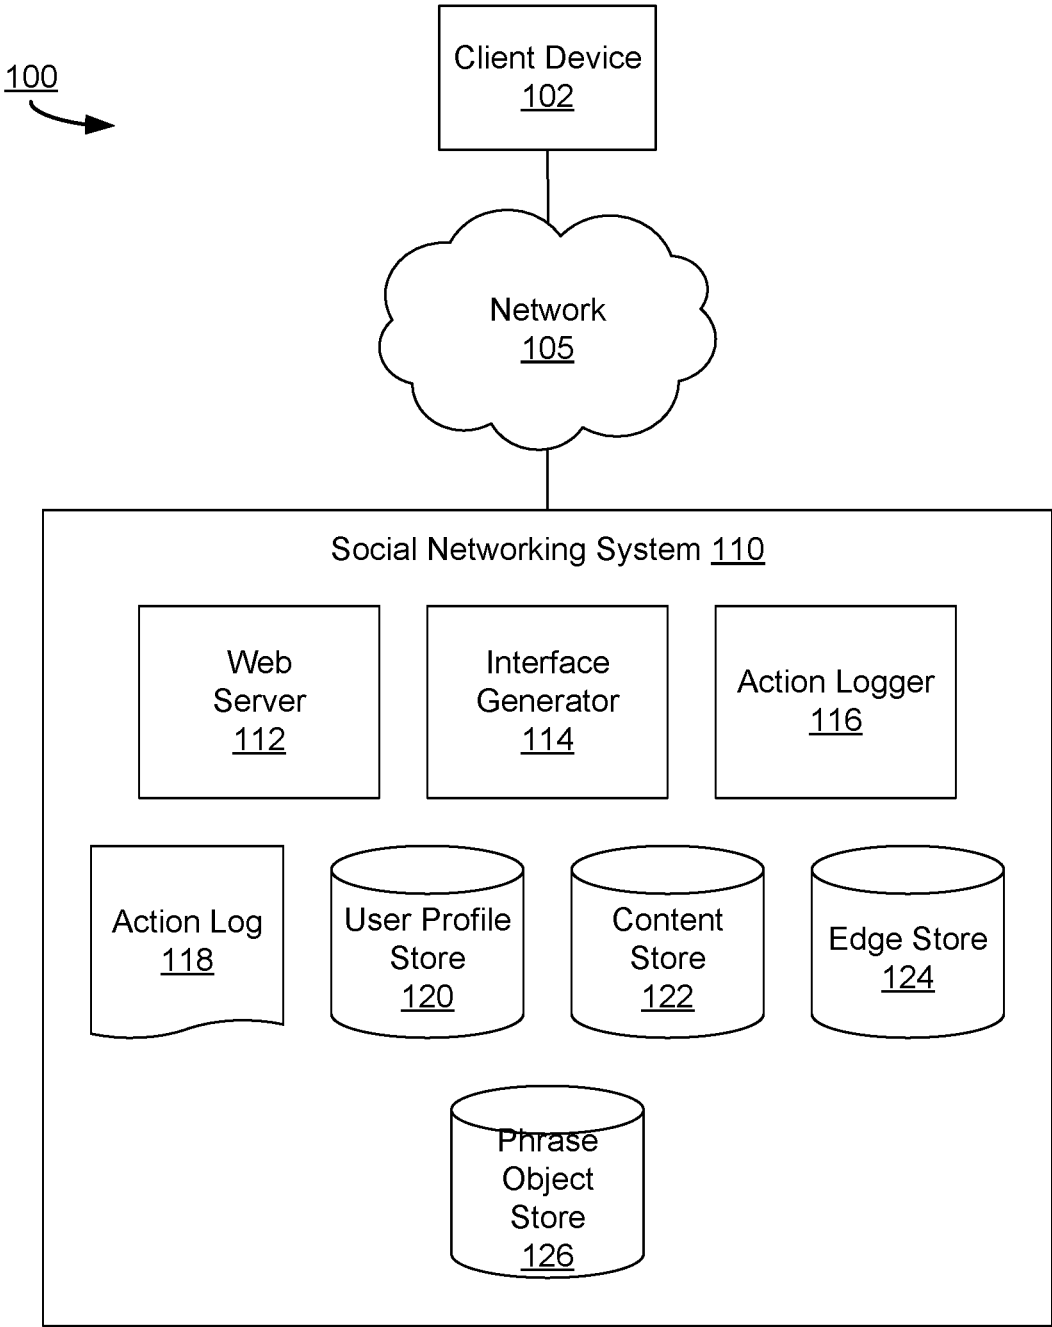 100
Client Device
102
Network
105
Social Networking System 110
Web
Server
112
Interface
Generator
114
Action Logger
116
Action Log
118
User Profile
Store
120
Content
Store
122
Edge Store
124
Phrase
Object
Store
126